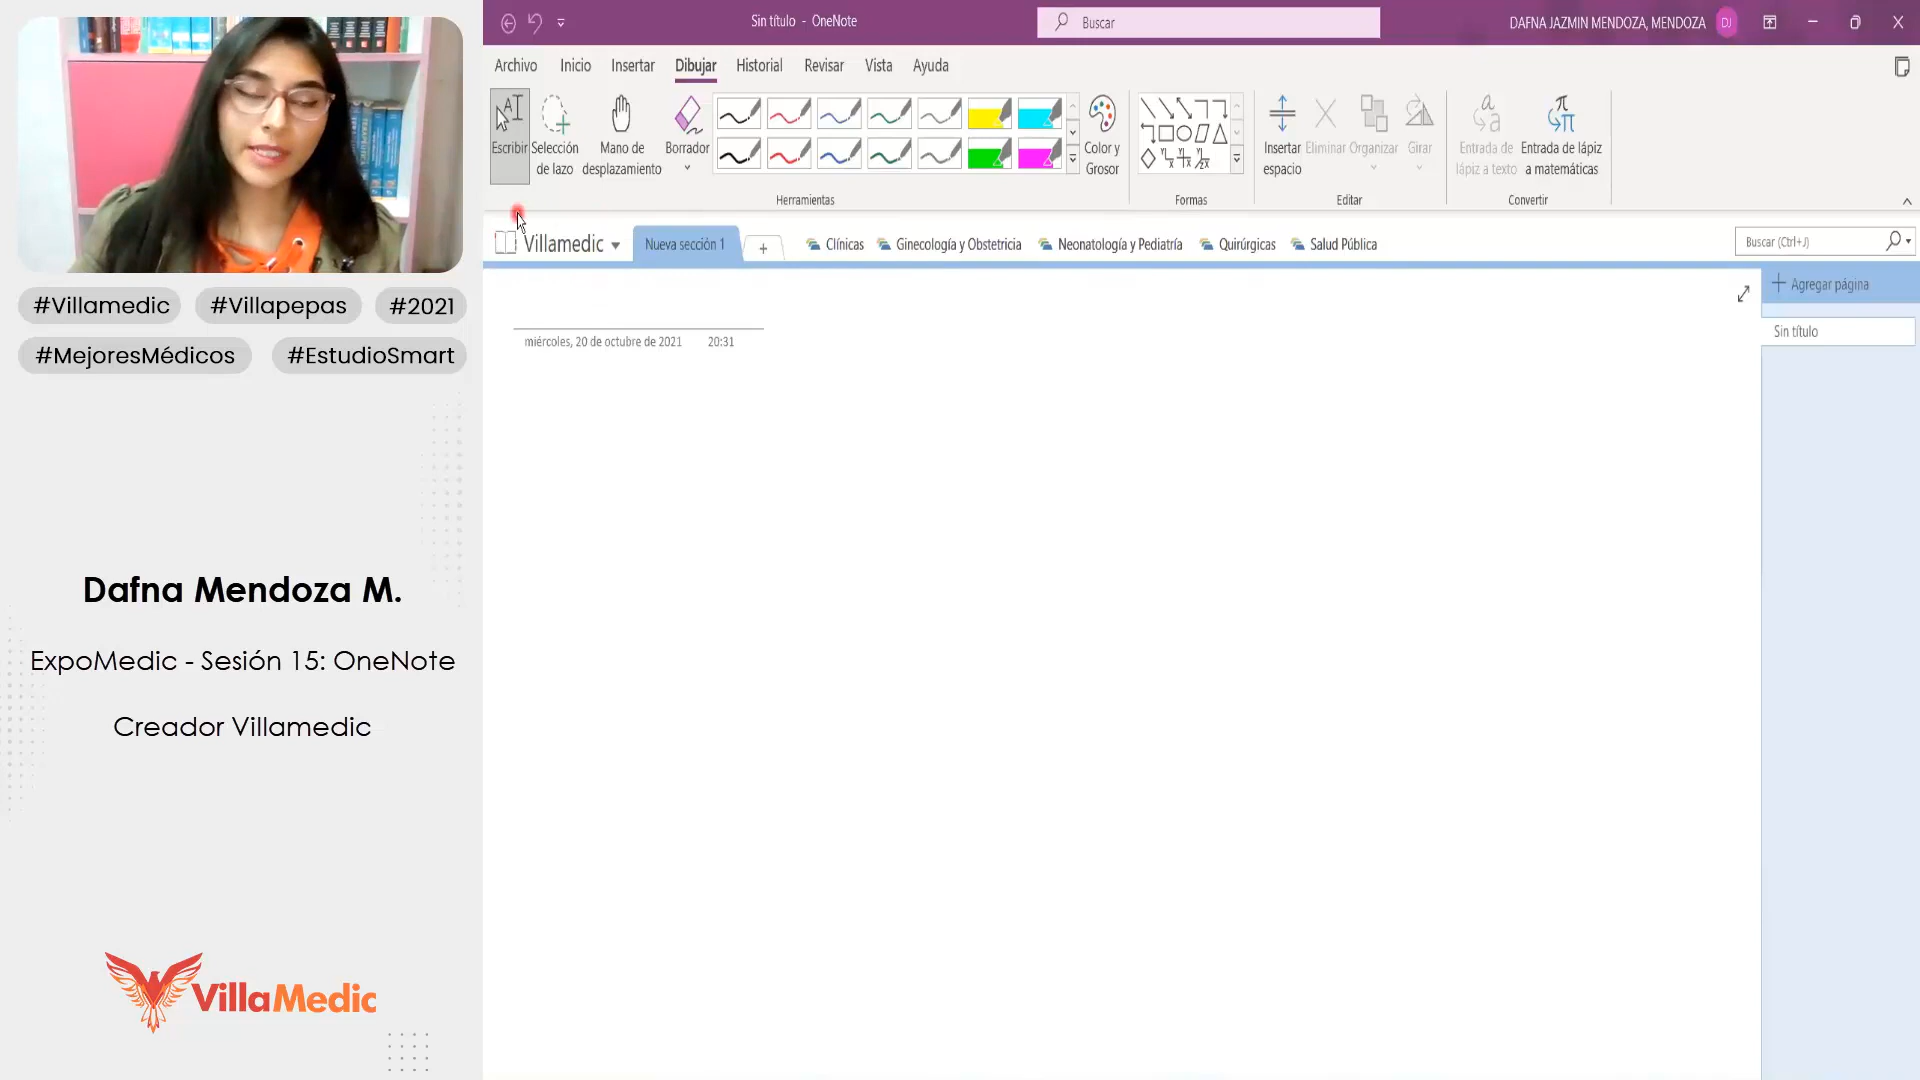 #Villamedic #Villapepas #2021
#MejoresMédicos #EstudioSmart
Dafna Mendoza M.
ExpoMedic - Sesión 15: OneNote
Creador Villamedic
VillaMedic
Sin título - OneNote
Buscar
DAFNA JAZMIN MENDOZA, MENDOZA DJ
Archivo Inicio Insertar Dibujar Historial Revisar Vista Ayuda
Escribir
Selección de lazo
Mano de desplazamiento
Borrador
Color y Grosor
Insertar espacio
Eliminar
Organizar
Girar
Entrada de lápiz a texto
Entrada de lápiz a matemáticas
Herramientas Formas Editar Convertir
Villamedic Nueva sección 1 + Clínicas Ginecología y Obstetricia Neonatología y Pediatría Quirúrgicas Salud Pública Buscar (Ctrl+J)
Agregar página
Sin título
miércoles, 20 de octubre de 2021 20:31